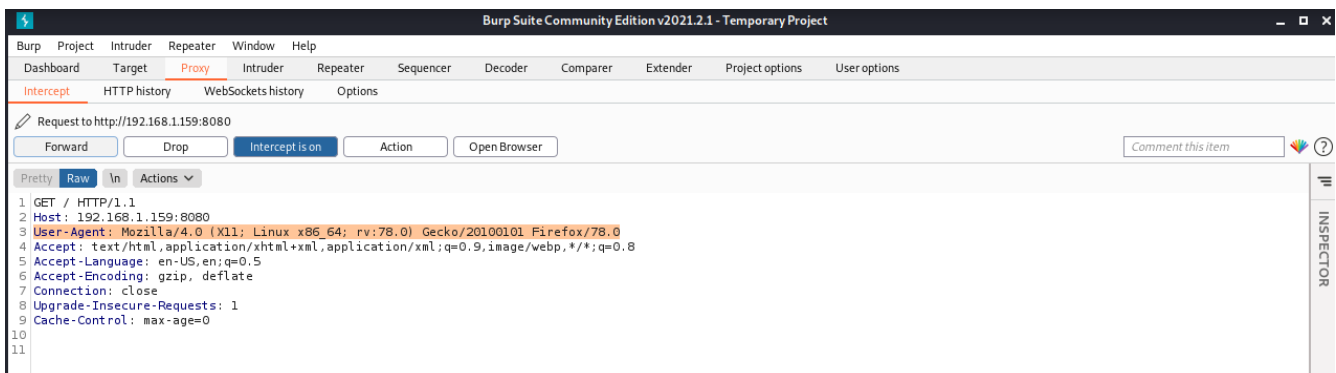 Burp Suite Community Edition v2021.2.1 - Temporary Project
Burp Project Intruder Repeater Window Help
Dashboard Target Proxy Intruder Repeater Sequencer Decoder Comparer Extender Project options User options
Intercept HTTP history WebSockets history Options
Request to http://192.168.1.159:8080
Forward Drop Intercept is on Action Open Browser Comment this item ?
Pretty Raw \n Actions
1 GET / HTTP/1.1
2 Host: 192.168.1.159:8080
3 User-Agent: Mozilla/4.0 (X11; Linux x86_64; rv:78.0) Gecko/20100101 Firefox/78.0
4 Accept: text/html,application/xhtml+xml,application/xml;q=0.9,image/webp,*/*;q=0.8
5 Accept-Language: en-US,en;q=0.5
6 Accept-Encoding: gzip, deflate
7 Connection: close
8 Upgrade-Insecure-Requests: 1
9 Cache-Control: max-age=0
10
11
INSPECTOR